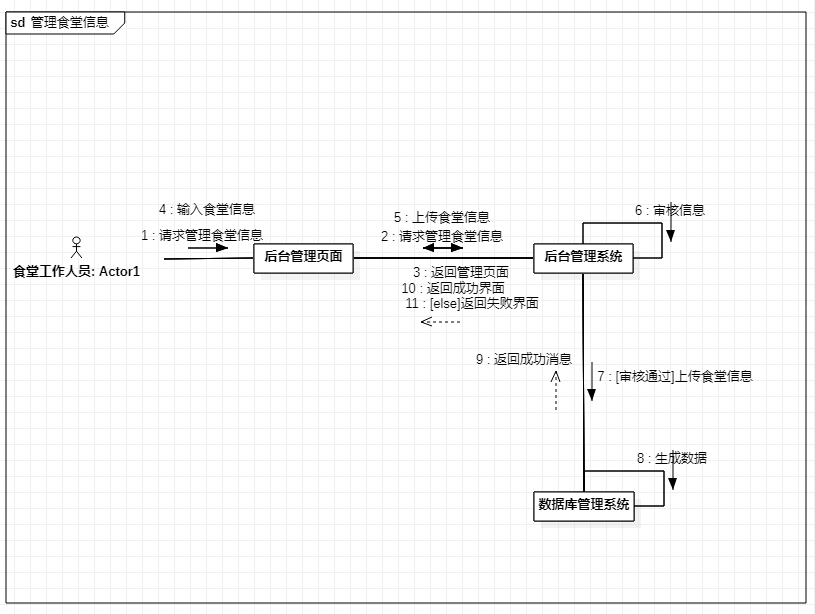 sd 管理食堂信息
4 : 输入食堂信息
1 : 请求管理食堂信息
5 : 上传食堂信息
2 : 请求管理食堂信息
6 : 审核信息
食堂工作人员: Actor1
后台管理页面
后台管理系统
3 : 返回管理页面
10 : 返回成功界面
11 : [else]返回失败界面
9 : 返回成功消息
7 : [审核通过]上传食堂信息
8 : 生成数据
数据库管理系统